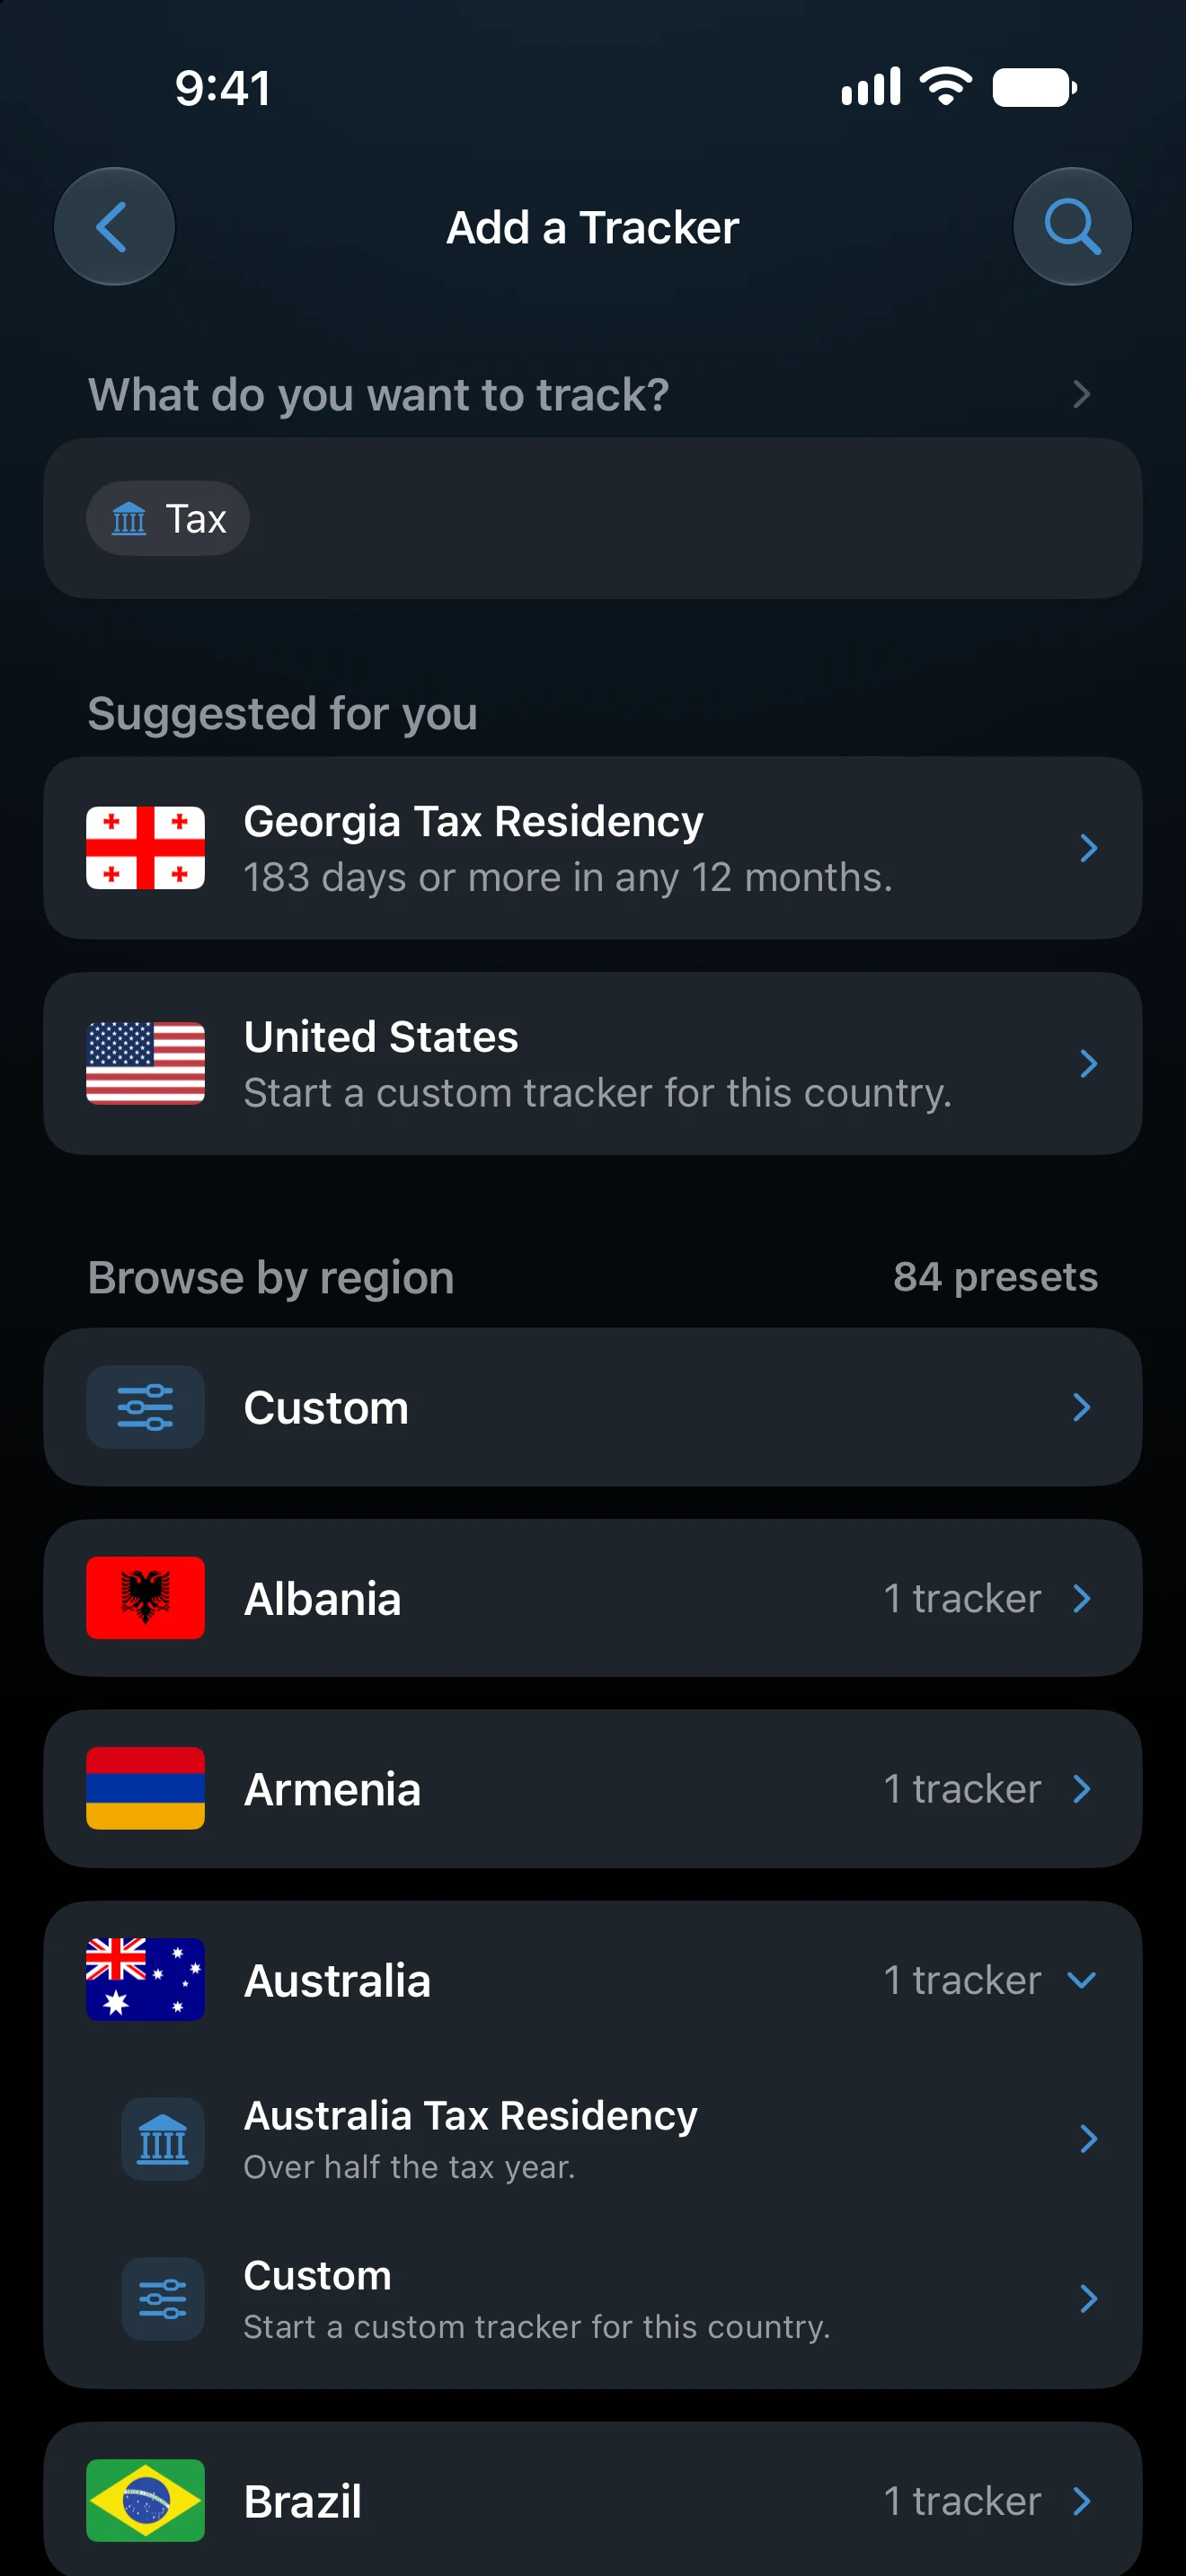 9:41
Add a Tracker
What do you want to track?
Tax
Suggested for you
Georgia Tax Residency
183 days or more in any 12 months.
United States
Start a custom tracker for this country.
Browse by region 84 presets
Custom
Albania 1 tracker
Armenia 1 tracker
Australia 1 tracker
Australia Tax Residency
Over half the tax year.
Custom
Start a custom tracker for this country.
Brazil 1 tracker